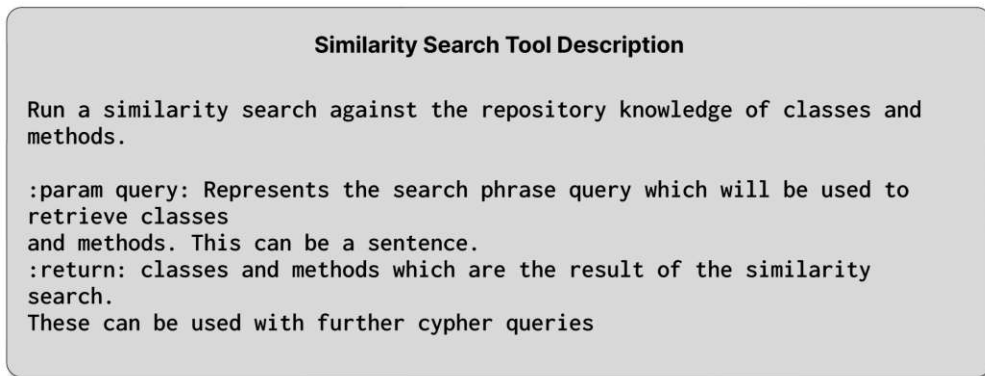 Similarity Search Tool Description
Run a similarity search against the repository knowledge of classes and
methods.
:param query: Represents the search phrase query which will be used to
retrieve classes
and methods. This can be a sentence.
:return: classes and methods which are the result of the similarity
search.
These can be used with further cypher queries